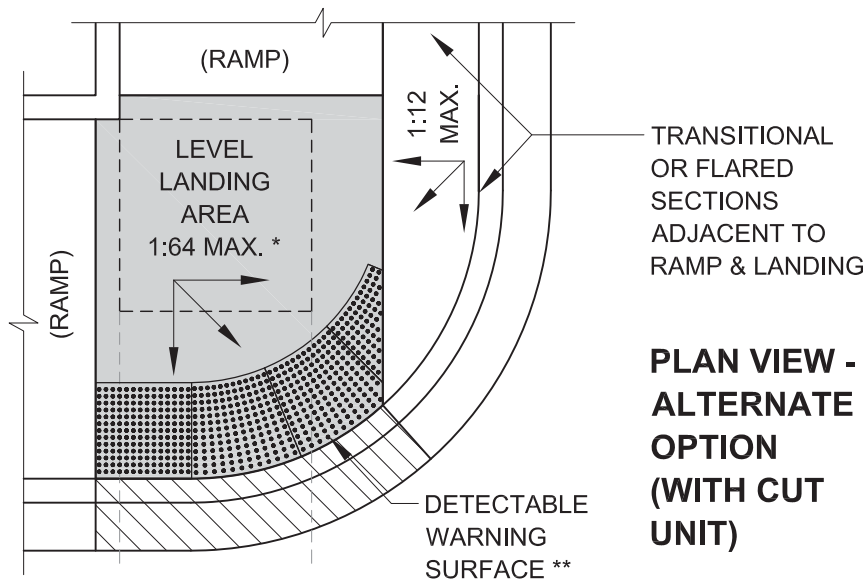 (RAMP)
1:12
MAX.
LEVEL
LANDING
AREA
1:64 MAX. *
(RAMP)
TRANSITIONAL
OR FLARED
SECTIONS
ADJACENT TO
RAMP & LANDING
PLAN VIEW -
ALTERNATE
OPTION
(WITH CUT
UNIT)
DETECTABLE
WARNING
SURFACE **